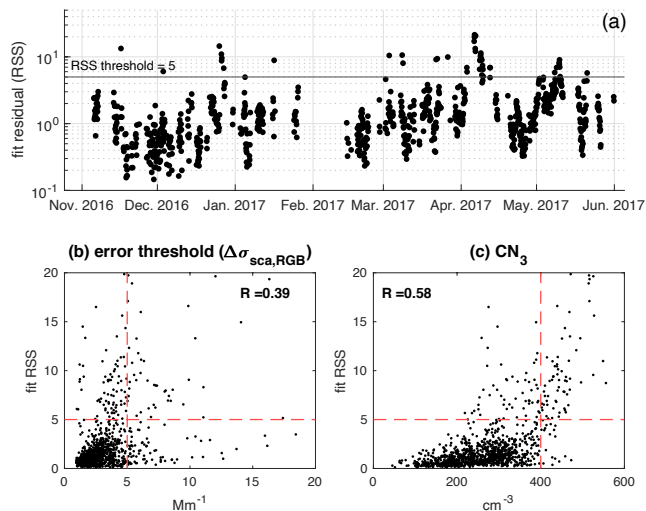 (a)
RSS threshold = 5
fit residual (RSS)
10^1
10^0
10^-1
Nov. 2016 Dec. 2016 Jan. 2017 Feb. 2017 Mar. 2017 Apr. 2017 May. 2017 Jun. 2017
(b) error threshold (Δσ_sca,RGB)
R =0.39
fit RSS
20
15
10
5
0
0 5 10 15 20
Mm^-1
(c) CN_3
R =0.58
fit RSS
20
15
10
5
0
0 200 400 600
cm^-3